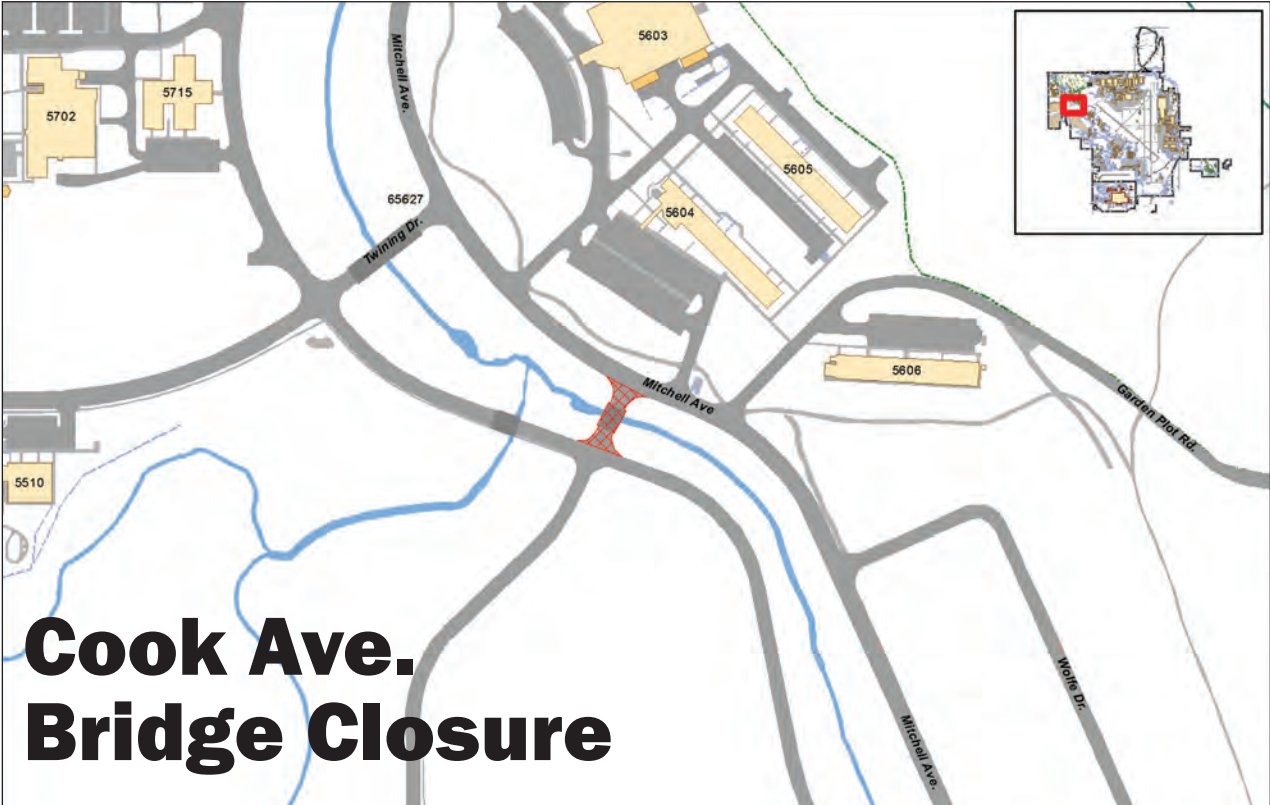 5603
Mitchell Ave.
5715
5702
5605
65627
5604
Twining Dr.
5606
Mitchell Ave
Garden Plot Rd.
5510
Cook Ave.
Bridge Closure
Wolfe Dr.
Mitchell Ave.